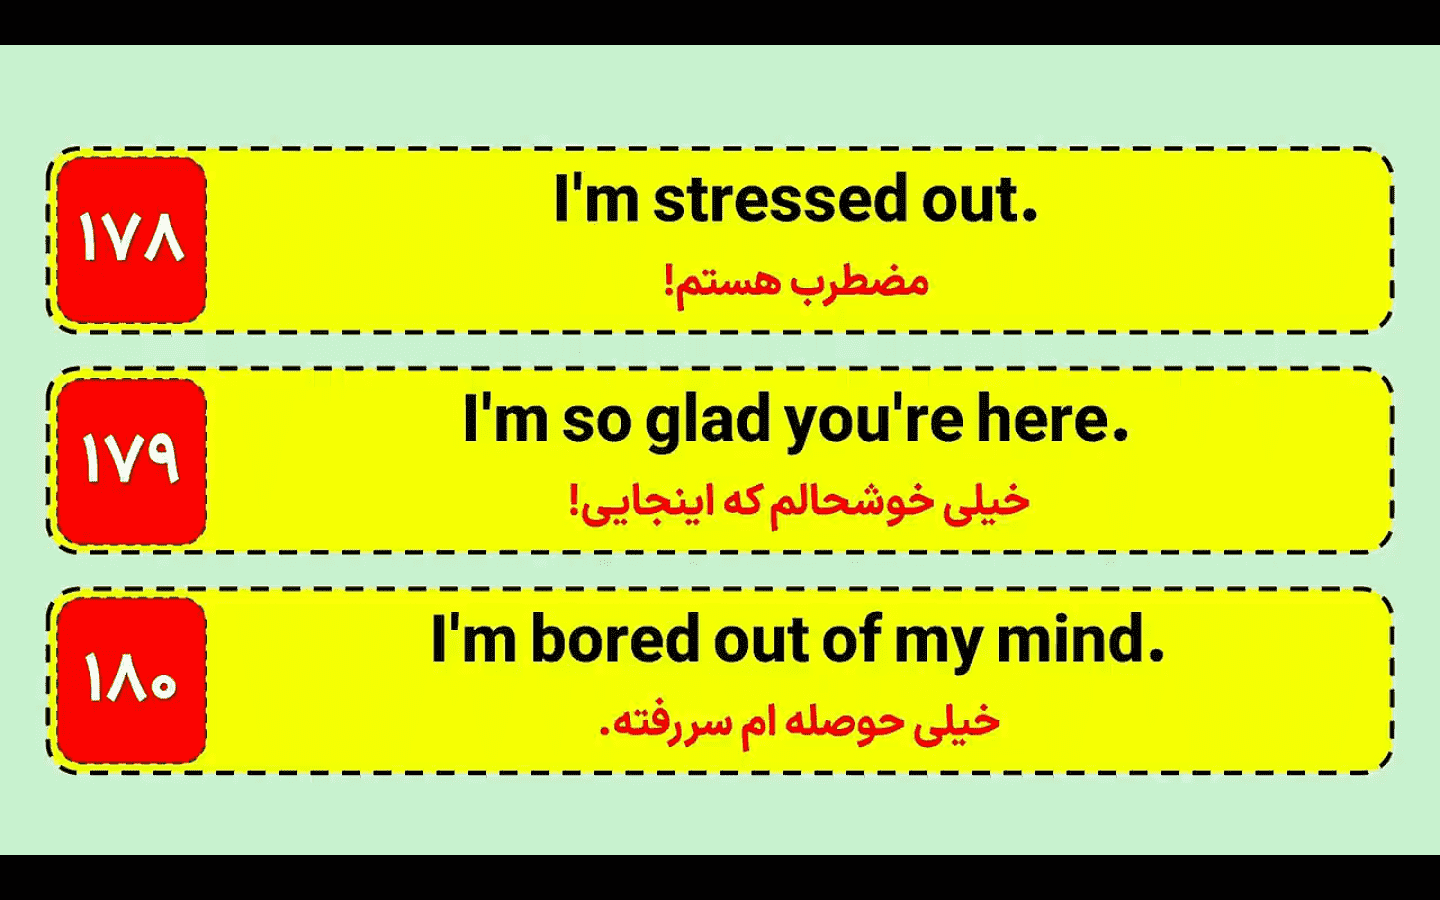 ۱۷۸
I'm stressed out.
مضطرب هستم!
۱۷۹
I'm so glad you're here.
خیلی خوشحالم که اینجایی!
۱۸۰
I'm bored out of my mind.
خیلی حوصله ام سررفته.